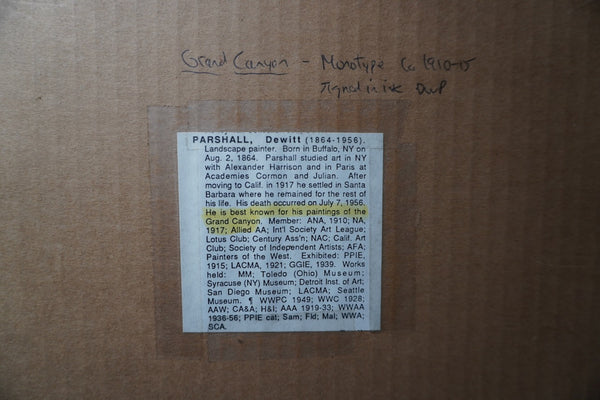 Grand Canyon - Monotype Ca 1910-15
Signed in ink DWP
PARSHALL, Dewitt (1864-1956).
Landscape painter. Born in Buffalo, NY on
Aug. 2, 1864. Parshall studied art in NY
with Alexander Harrison and in Paris at
Academies Cormon and Julian. After
moving to Calif. in 1917 he settled in Santa
Barbara where he remained for the rest of
his life. His death occurred on July 7, 1956.
He is best known for his paintings of the
Grand Canyon. Member: ANA, 1910; NA,
1917; Allied AA; Int'l Society Art League;
Lotus Club; Century Ass'n; NAC; Calif. Art
Club; Society of Independent Artists; AFA;
Painters of the West. Exhibited: PPIE,
1915; LACMA, 1921; GGIE, 1939. Works
held: MM; Toledo (Ohio) Museum;
Syracuse (NY) Museum; Detroit Inst. of Art;
San Diego Museum; LACMA; Seattle
Museum. ¶ WWPC 1949; WWC 1928;
AAW; CA&A; H&I; AAA 1919-33; WWAA
1936-56; PPIE cat; Sam; Fld; Mal; WWA;
SCA.